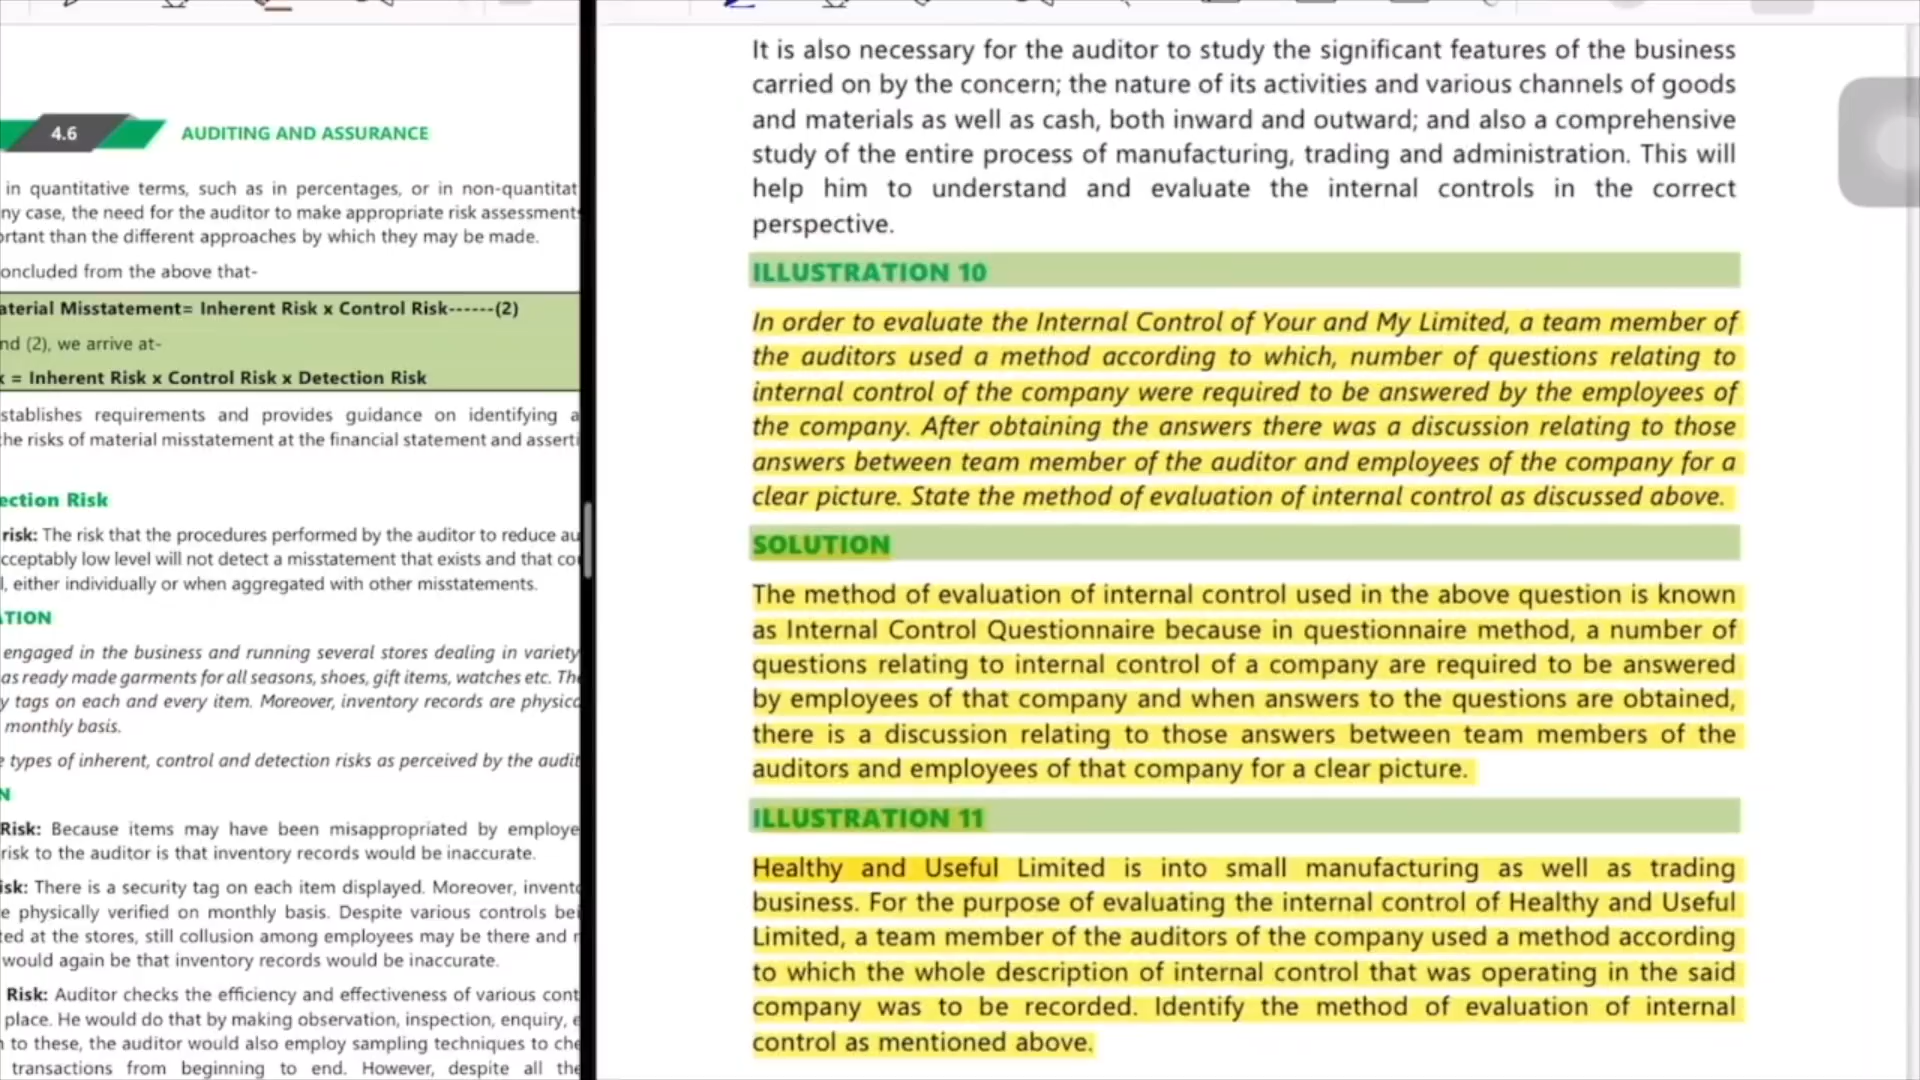 4.6 AUDITING AND ASSURANCE
in quantitative terms, such as in percentages, or in
ny case, the need for the auditor to make appropriate risk
than the different approaches by which they may be made.
from the above that-
Misstatement= Inherent Risk x Control Risk------(2)
(2), we arrive at-
= Inherent Risk x Control Risk x Detection Risk
requirements and provides guidance on identifying
the risks of material misstatement at the financial statement and
Risk
risk: The risk that the procedures performed by the auditor to reduce
low level will not detect a misstatement that exists and that
either individually or when aggregated with other misstatements.
engaged in the business and running several stores dealing in variety
as ready made garments for all seasons, shoes, gift items, watches etc.
y tags on each and every item. Moreover, inventory records are
monthly basis.
types of inherent, control and detection risks as perceived by the
N
Risk: Because items may have been misappropriated by
risk to the auditor is that inventory records would be inaccurate.
There is a security tag on each item displayed. Moreover,
physically verified on monthly basis. Despite various controls
at the stores, still collusion among employees may be there and
would again be that inventory records would be inaccurate.
Risk: Auditor checks the efficiency and effectiveness of various
place. He would do that by making observation, inspection, enquiry,
to these, the auditor would also employ sampling techniques to
transactions from beginning to end. However, despite all the
It is also necessary for the auditor to study the significant features of the business
carried on by the concern; the nature of its activities and various channels of goods
and materials as well as cash, both inward and outward; and also a comprehensive
study of the entire process of manufacturing, trading and administration. This will
help him to understand and evaluate the internal controls in the correct
perspective.
ILLUSTRATION 10
In order to evaluate the Internal Control of Your and My Limited, a team member of
the auditors used a method according to which, number of questions relating to
internal control of the company were required to be answered by the employees of
the company. After obtaining the answers there was a discussion relating to those
answers between team member of the auditor and employees of the company for a
clear picture. State the method of evaluation of internal control as discussed above.
SOLUTION
The method of evaluation of internal control used in the above question is known
as Internal Control Questionnaire because in questionnaire method, a number of
questions relating to internal control of a company are required to be answered
by employees of that company and when answers to the questions are obtained,
there is a discussion relating to those answers between team members of the
auditors and employees of that company for a clear picture.
ILLUSTRATION 11
Healthy and Useful Limited is into small manufacturing as well as trading
business. For the purpose of evaluating the internal control of Healthy and Useful
Limited, a team member of the auditors of the company used a method according
to which the whole description of internal control that was operating in the said
company was to be recorded. Identify the method of evaluation of internal
control as mentioned above.